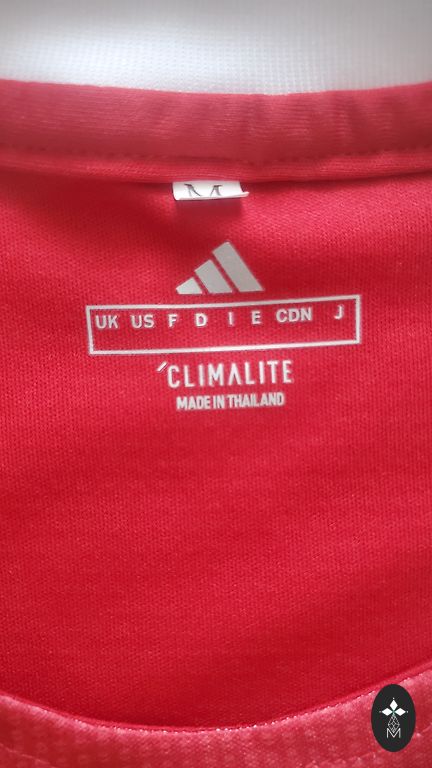 M
UK US F D I E CDN J
CLIMALITE
MADE IN THAILAND
M